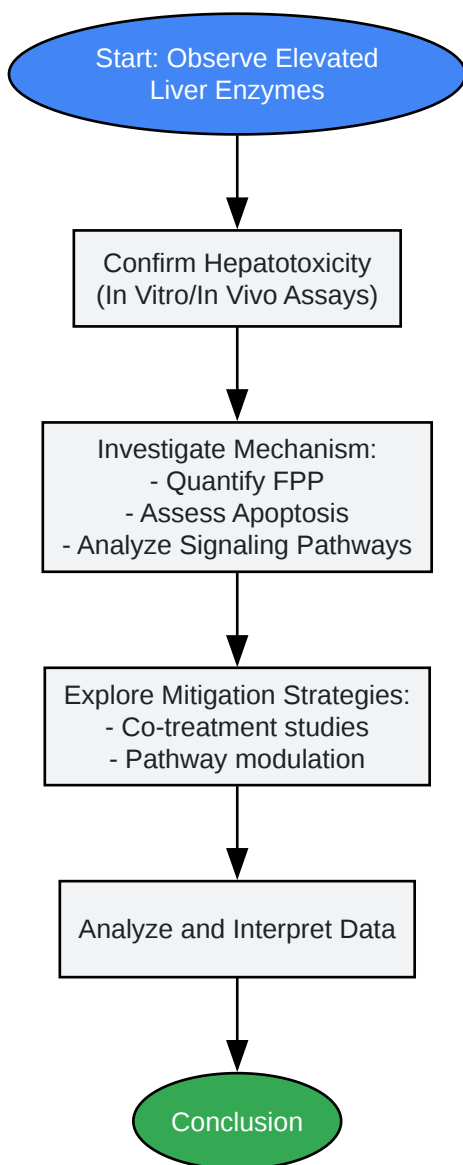 Start: Observe Elevated
Liver Enzymes
Confirm Hepatotoxicity
(In Vitro/In Vivo Assays)
Investigate Mechanism:
- Quantify FPP
- Assess Apoptosis
- Analyze Signaling Pathways
Explore Mitigation Strategies:
- Co-treatment studies
- Pathway modulation
Analyze and Interpret Data
Conclusion